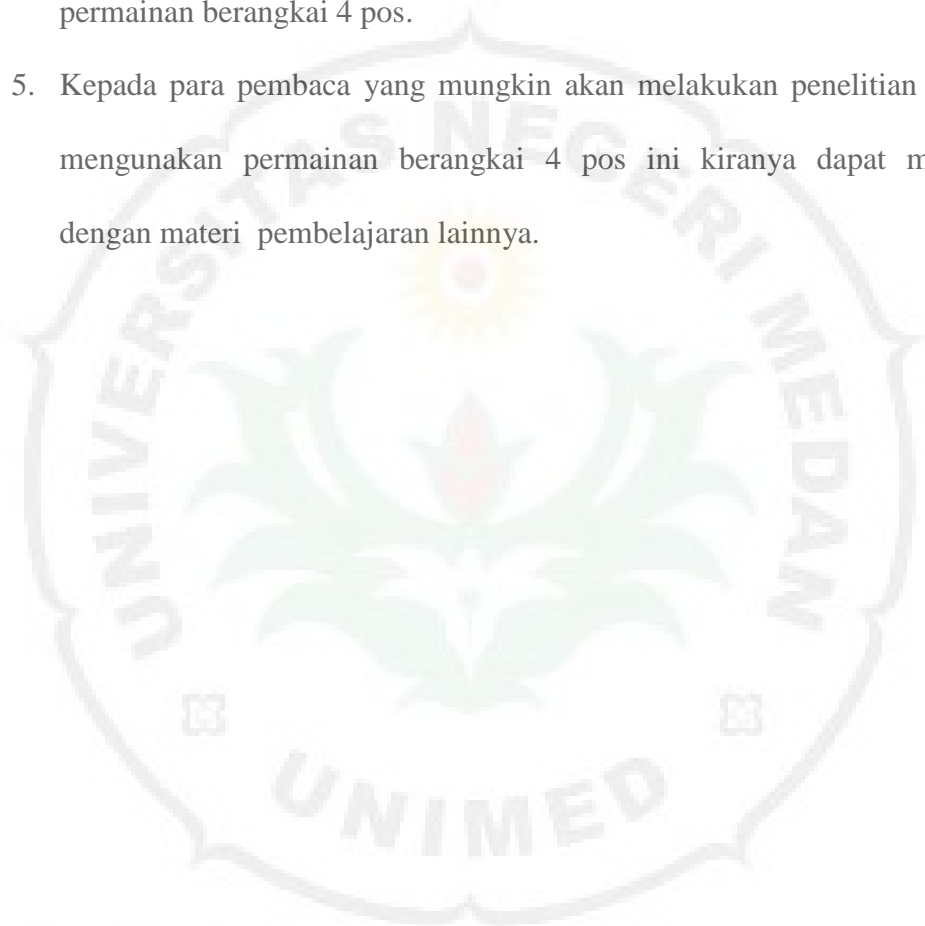 permainan berangkai 4 pos.
5. Kepada para pembaca yang mungkin akan melakukan penelitian
mengunakan permainan berangkai 4 pos ini kiranya dapat m
dengan materi pembelajaran lainnya.
UNIVERSITAS NEGERI MEDAN
UNIMED